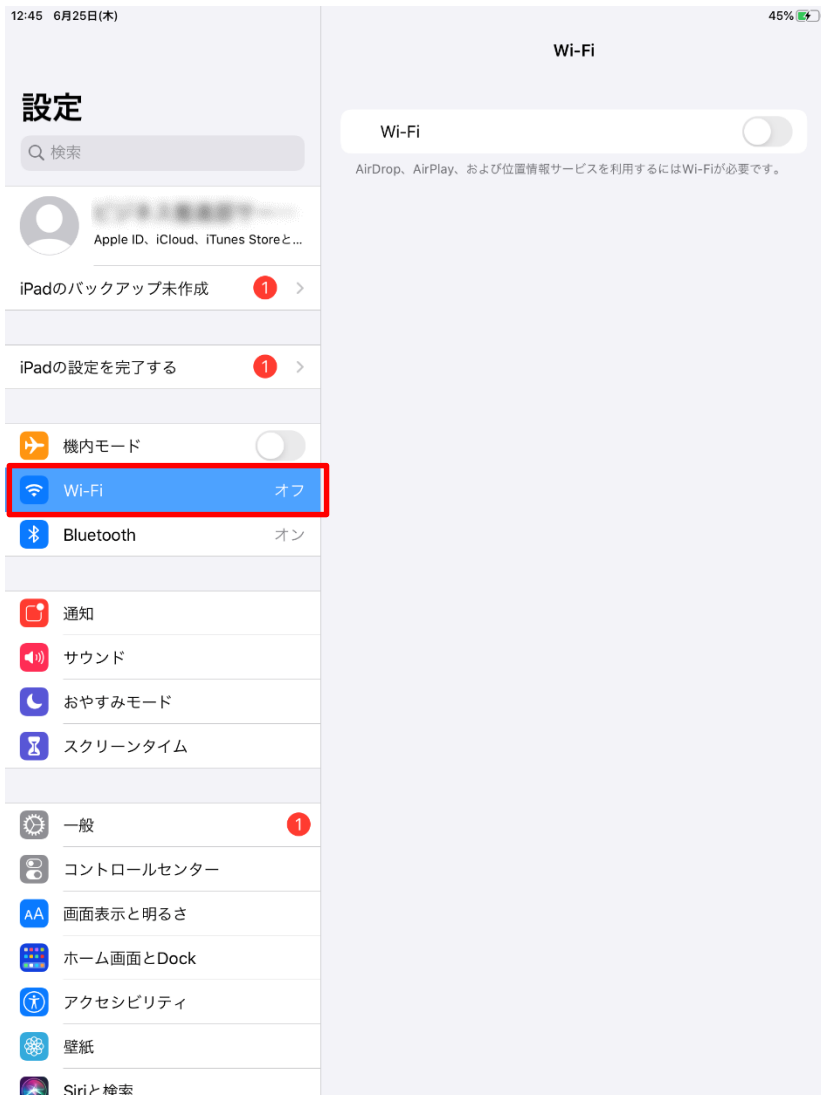 12:45 6月25日(木)
45%
設定
検索
Apple ID、iCloud、iTunes Storeと...
iPadのバックアップ未作成 1
iPadの設定を完了する 1
機内モード
Wi-Fi オフ
Bluetooth オン
通知
サウンド
おやすみモード
スクリーンタイム
一般 1
コントロールセンター
AA 画面表示と明るさ
ホーム画面とDock
アクセシビリティ
壁紙
Siriと検索
Wi-Fi
Wi-Fi
AirDrop、AirPlay、および位置情報サービスを利用するにはWi-Fiが必要です。